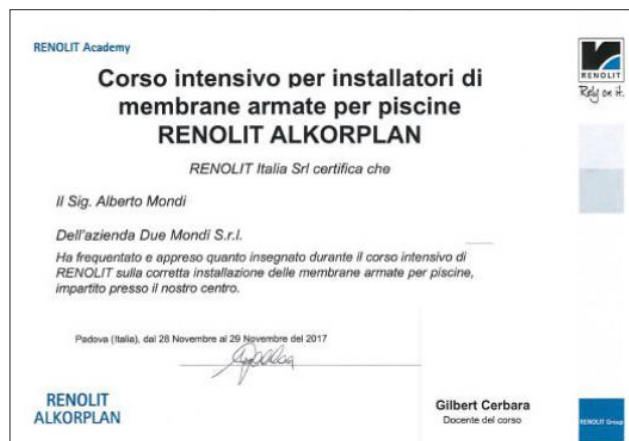 RENOLIT Academy
Corso intensivo per installatori di
membrane armate per piscine
RENOLIT ALKORPLAN
RENOLIT
Rely on it.
RENOLIT Italia Srl certifica che
Il Sig. Alberto Mondi
Dell'azienda Due Mondi S.r.l.
Ha frequentato e appreso quanto insegnato durante il corso intensivo di
RENOLIT sulla corretta installazione delle membrane armate per piscine,
impartito presso il nostro centro.
Padova (Italia), dal 28 Novembre al 29 Novembre del 2017
RENOLIT
ALKORPLAN
Gilbert Cerbara
Docente del corso
RENOLIT Group